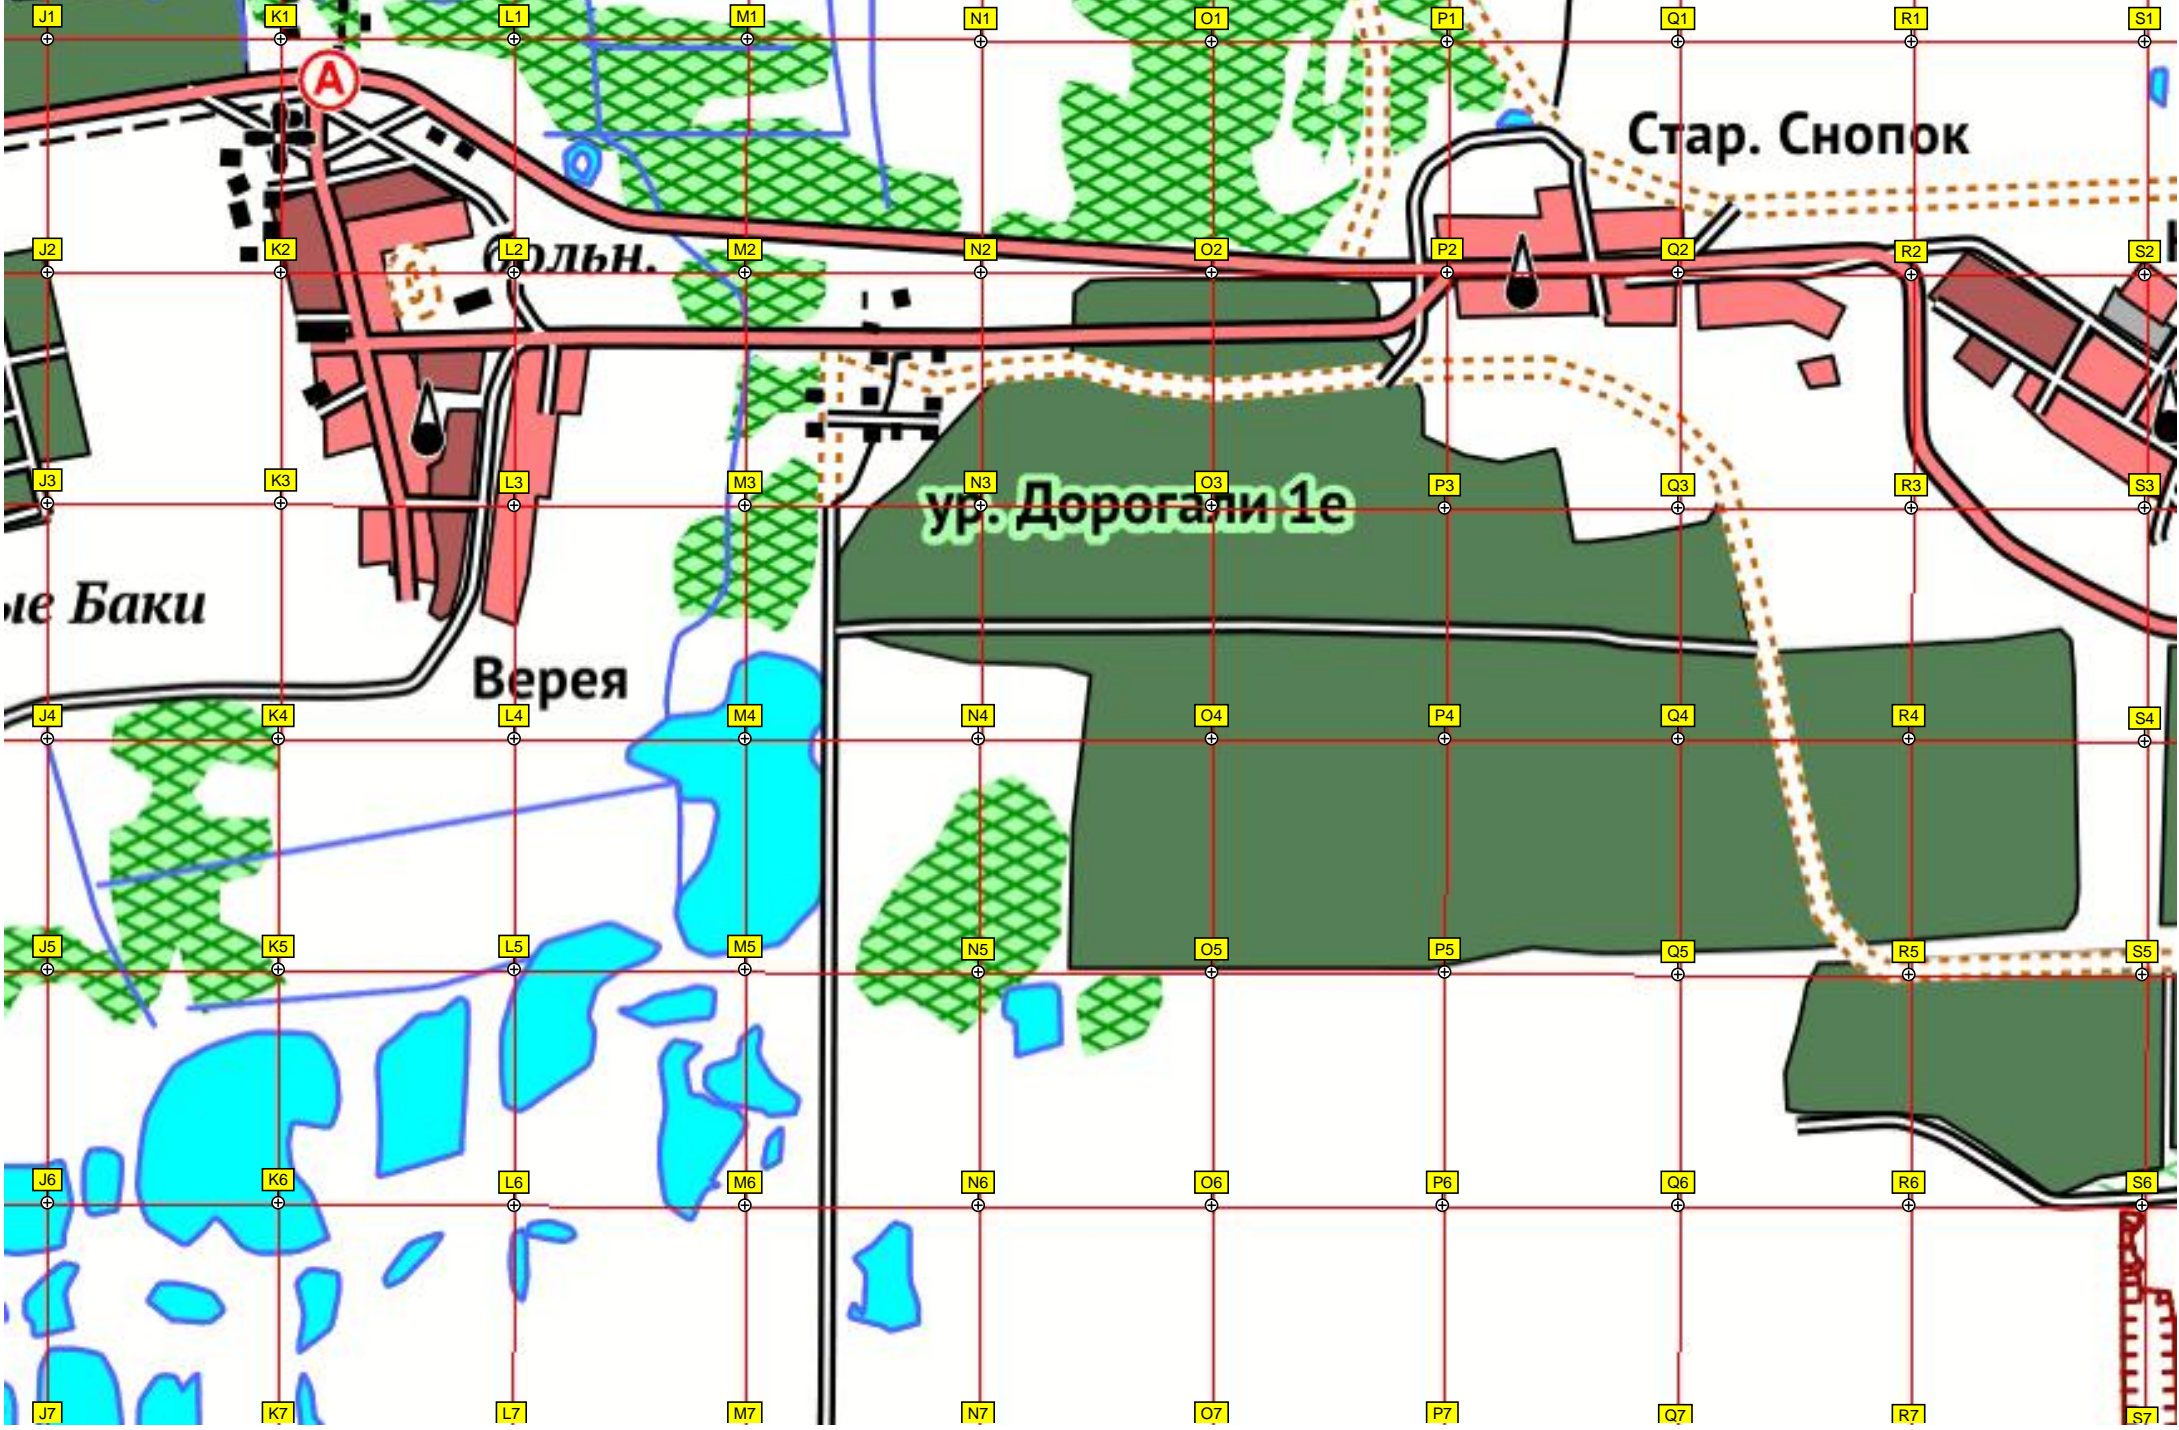 J1 K1 L1 M1 N1 O1 P1 Q1 R1 S1
A
Стар. Снопок
J2 K2 L2 M2 N2 O2 P2 Q2 R2 S2
больн.
J3 K3 L3 M3 N3 O3 P3 Q3 R3 S3
ур. Дорогали 1е
ые Баки
Верея
J4 K4 L4 M4 N4 O4 P4 Q4 R4 S4
J5 K5 L5 M5 N5 O5 P5 Q5 R5 S5
J6 K6 L6 M6 N6 O6 P6 Q6 R6 S6
J7 K7 L7 M7 N7 O7 P7 Q7 R7 S7